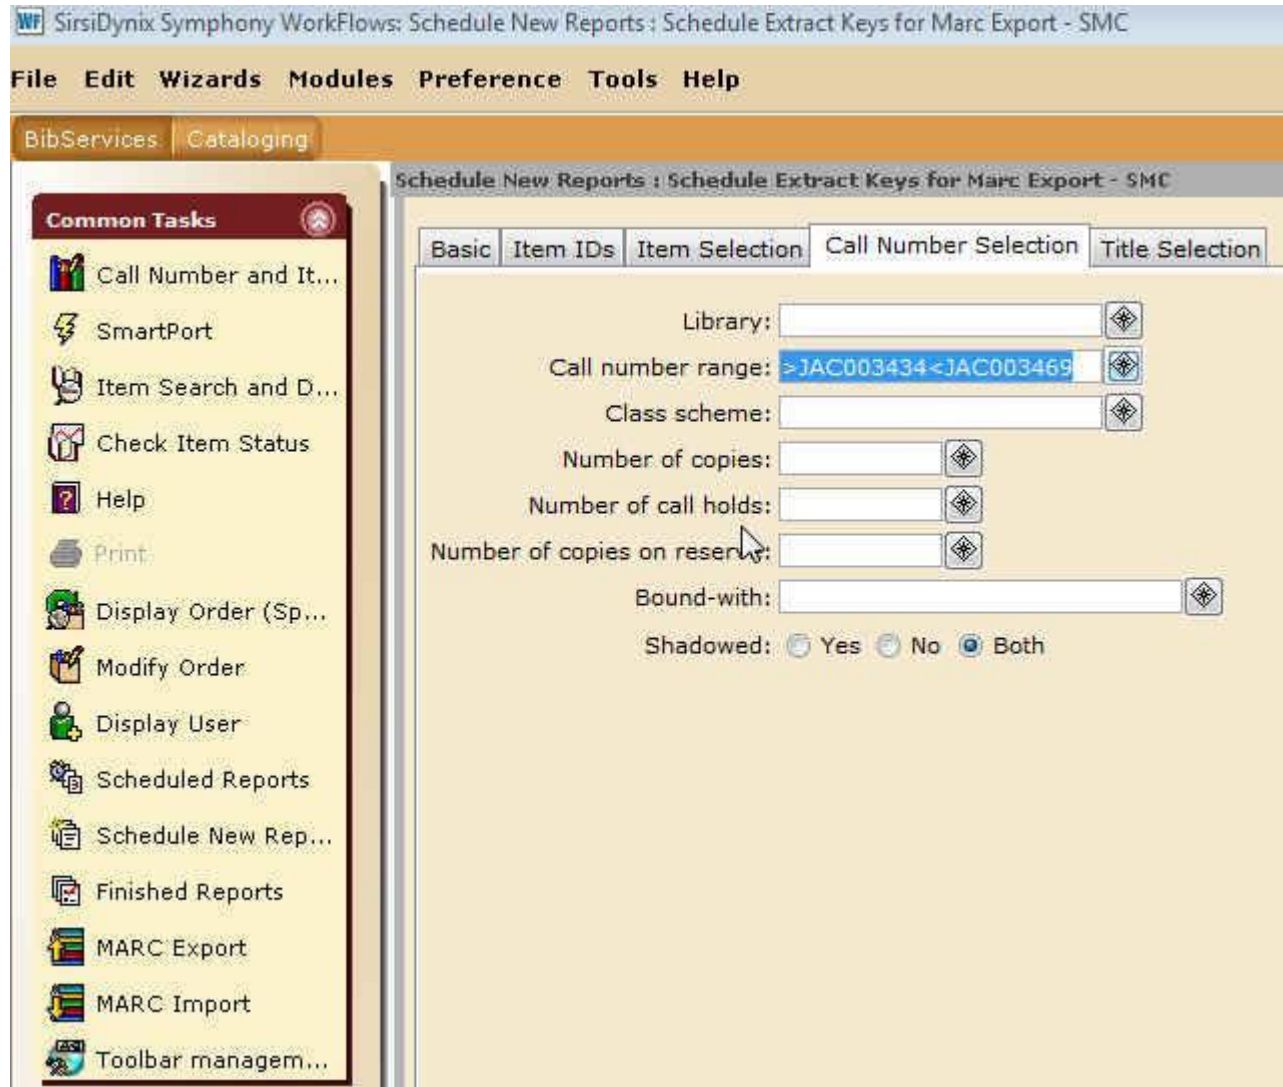 WF SirsiDynix Symphony WorkFlows: Schedule New Reports : Schedule Extract Keys for Marc Export - SMC
File Edit Wizards Modules Preference Tools Help
BibServices Cataloging
Schedule New Reports : Schedule Extract Keys for Marc Export - SMC
Common Tasks
Call Number and It...
SmartPort
Item Search and D...
Check Item Status
Help
Print
Display Order (Sp...
Modify Order
Display User
Scheduled Reports
Schedule New Rep...
Finished Reports
MARC Export
MARC Import
Toolbar managem...
Basic Item IDs Item Selection Call Number Selection Title Selection
Library:
Call number range: >JAC003434<JAC003469
Class scheme:
Number of copies:
Number of call holds:
Number of copies on reserve:
Bound-with:
Shadowed: Yes No Both